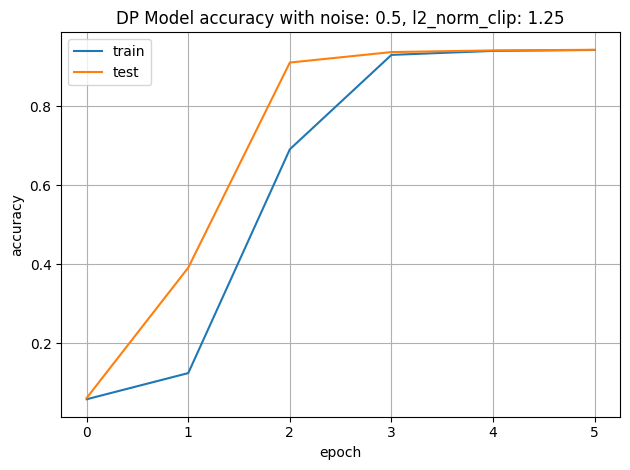 DP Model accuracy with noise: 0.5, l2_norm_clip: 1.25
train
test
accuracy
0.8
0.6
0.4
0.2
0 1 2 3 4 5
epoch